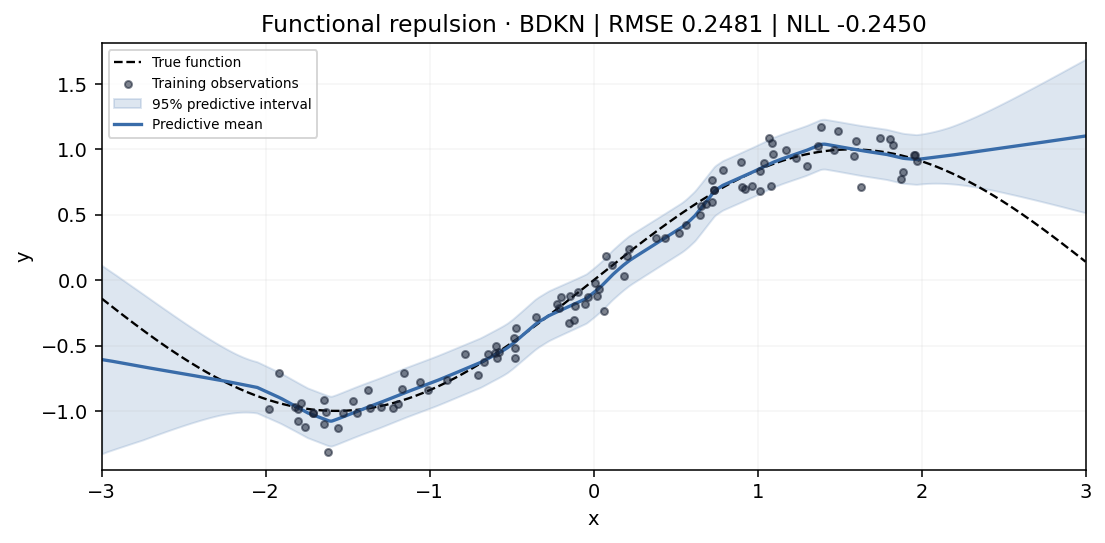 Functional repulsion · BDKN | RMSE 0.2481 | NLL -0.2450
True function
Training observations
95% predictive interval
Predictive mean
y
1.5
1.0
0.5
0.0
−0.5
−1.0
−3
−2
−1
0
1
2
3
x